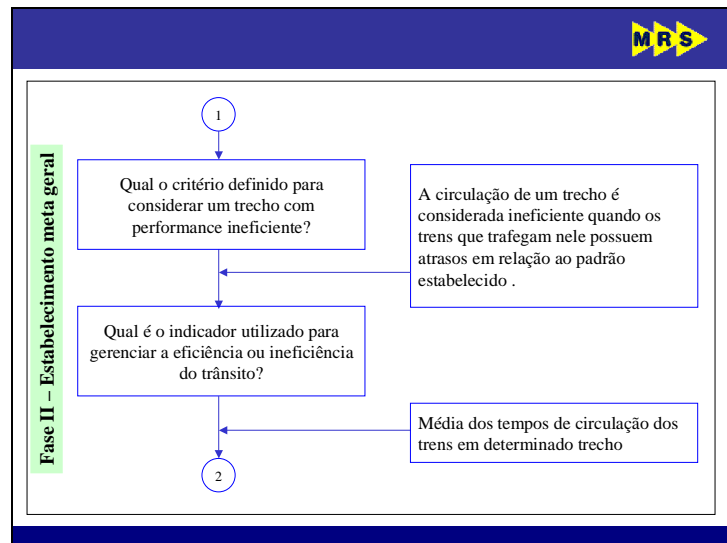 MRS
Fase II – Estabelecimento meta geral
1
Qual o critério definido para
considerar um trecho com
performance ineficiente?
A circulação de um trecho é
considerada ineficiente quando os
trens que trafegam nele possuem
atrasos em relação ao padrão
estabelecido .
Qual é o indicador utilizado para
gerenciar a eficiência ou ineficiência
do trânsito?
Média dos tempos de circulação dos
trens em determinado trecho
2